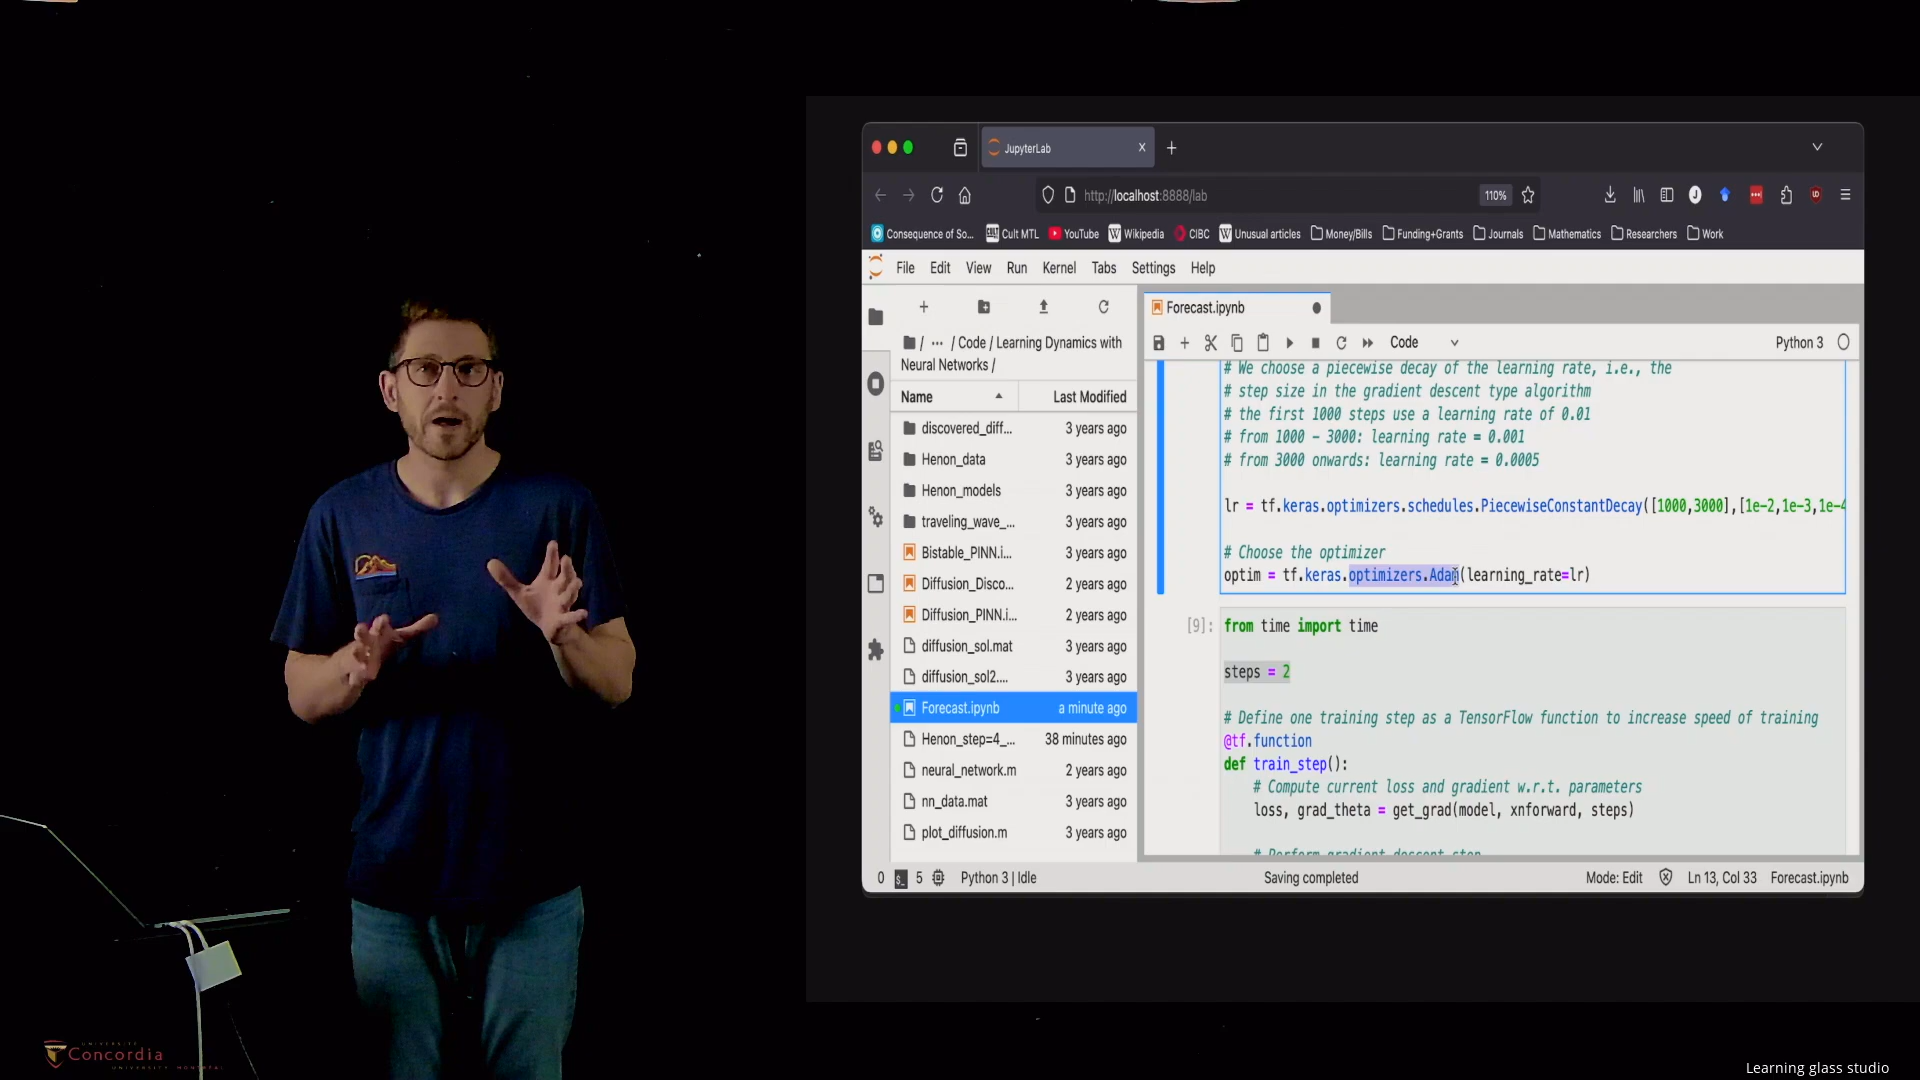 JupyterLab
http://localhost:8888/lab
110%
Consequence of So...
Cult MTL
YouTube
Wikipedia
CIBC
Unusual articles
Money/Bills
Funding+Grants
Journals
Mathematics
Researchers
Work
File Edit View Run Kernel Tabs Settings Help
/ ... / Code / Learning Dynamics with
Neural Networks /
Name Last Modified
discovered_diff... 3 years ago
Henon_data 3 years ago
Henon_models 3 years ago
traveling_wave_... 3 years ago
Bistable_PINN.i... 3 years ago
Diffusion_Disco... 2 years ago
Diffusion_PINN.i... 2 years ago
diffusion_sol.mat 3 years ago
diffusion_sol2.... 3 years ago
Forecast.ipynb a minute ago
Henon_step=4_... 38 minutes ago
neural_network.m 2 years ago
nn_data.mat 3 years ago
plot_diffusion.m 3 years ago
Forecast.ipynb
Code
Python 3
# We choose a piecewise decay of the learning rate, i.e., the
# step size in the gradient descent type algorithm
# the first 1000 steps use a learning rate of 0.01
# from 1000 - 3000: learning rate = 0.001
# from 3000 onwards: learning rate = 0.0005
lr = tf.keras.optimizers.schedules.PiecewiseConstantDecay([1000,3000],[1e-2,1e-3,1e-4
# Choose the optimizer
optim = tf.keras.optimizers.Adam(learning_rate=lr)
[9]:
from time import time
steps = 2
# Define one training step as a TensorFlow function to increase speed of training
@tf.function
def train_step():
# Compute current loss and gradient w.r.t. parameters
loss, grad_theta = get_grad(model, xnforward, steps)
# Perform gradient descent step
0 5 Python 3 | Idle Saving completed Mode: Edit Ln 13, Col 33 Forecast.ipynb
UNIVERSITÉ
Concordia
Learning glass studio